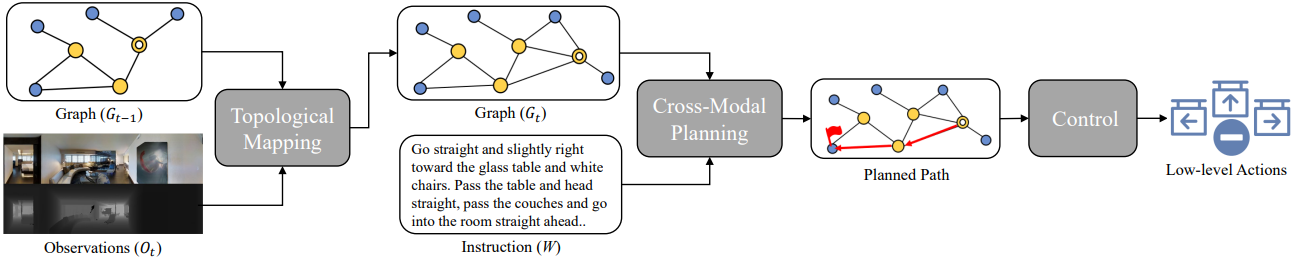 Graph (G_{t−1})
Observations (O_t)
Topological
Mapping
Graph (G_t)
Go straight and slightly right
toward the glass table and white
chairs. Pass the table and head
straight, pass the couches and go
into the room straight ahead..
Instruction (W)
Cross-Modal
Planning
Planned Path
Control
Low-level Actions